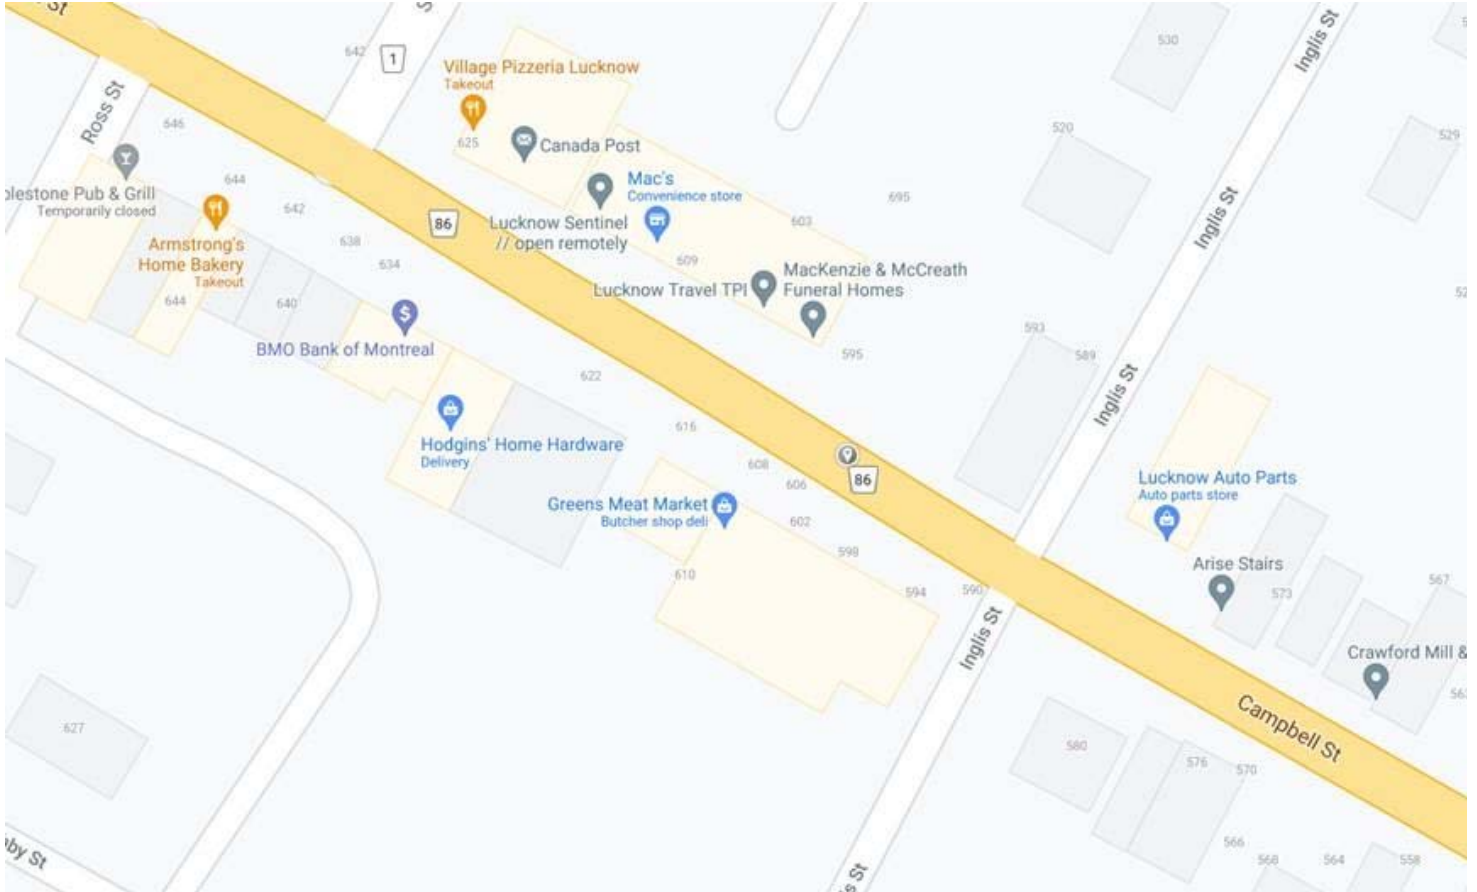 St
1
642
Village Pizzeria Lucknow
Takeout
625
Canada Post
530
Inglis St
Ross St
646
Mac's
Convenience store
520
529
plestone Pub & Grill
Temporarily closed
644
642
86
Lucknow Sentinel
// open remotely
603
695
Inglis St
Armstrong's
Home Bakery
Takeout
638
634
609
MacKenzie & McCreath
Funeral Homes
Lucknow Travel TPI
644
640
BMO Bank of Montreal
593
589
595
622
Inglis St
616
Hodgins' Home Hardware
Delivery
608
606
86
Lucknow Auto Parts
Auto parts store
Greens Meat Market
Butcher shop deli
602
598
610
594
590
Arise Stairs
573
567
Inglis St
Crawford Mill &
627
580
Campbell St
576
570
566
568
564
558
by St
s St